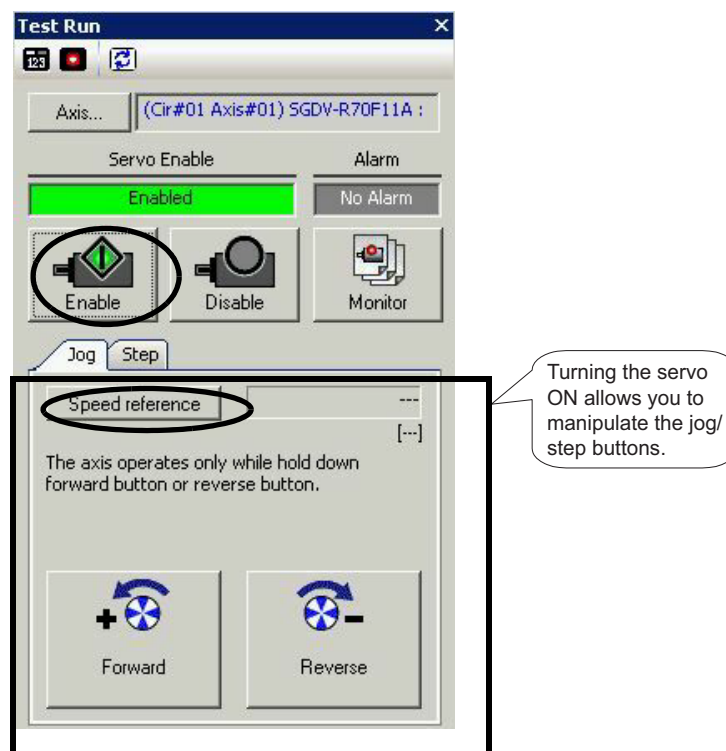 Test Run
123
Axis...
(Cir#01 Axis#01) SGDV-R70F11A :
Servo Enable
Alarm
Enabled
No Alarm
Enable
Disable
Monitor
Jog
Step
Speed reference
---
[---]
The axis operates only while hold down
forward button or reverse button.
+
-
Forward
Reverse
Turning the servo
ON allows you to
manipulate the jog/
step buttons.